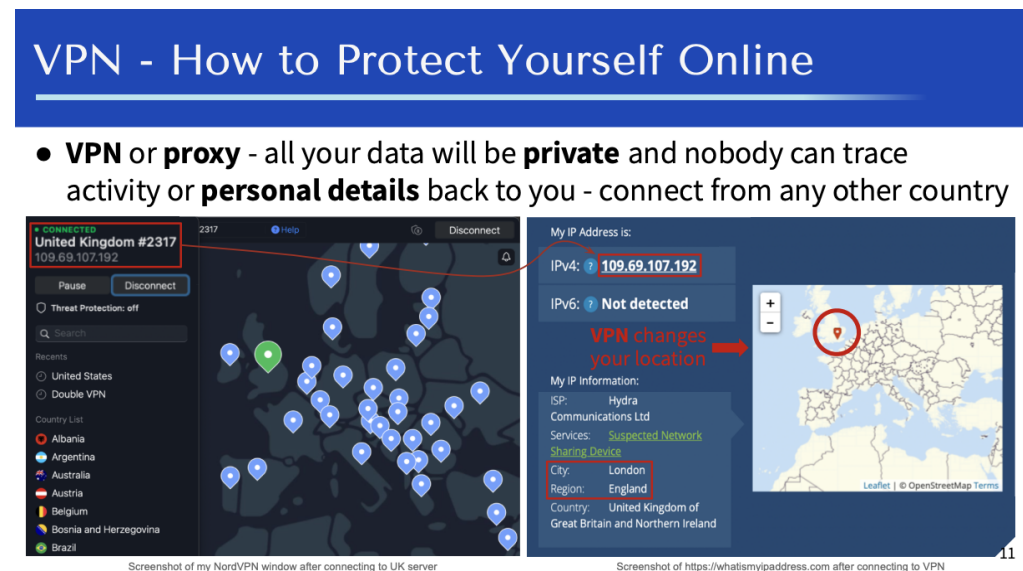 VPN - How to Protect Yourself Online
● VPN or proxy - all your data will be private and nobody can trace
activity or personal details back to you - connect from any other country
CONNECTED
United Kingdom #2317
109.69.107.192
2317
Help
Disconnect
Pause
Disconnect
Threat Protection: off
Search
Recents
United States
Double VPN
Country List
Albania
Argentina
Australia
Austria
Belgium
Bosnia and Herzegovina
Brazil
My IP Address is:
IPv4: ? 109.69.107.192
IPv6: ? Not detected
VPN changes
your location
My IP Information:
ISP: Hydra
Communications Ltd
Services: Suspected Network
Sharing Device
City: London
Region: England
Country: United Kingdom of
Great Britain and Northern Ireland
+
−
Leaflet | © OpenStreetMap Terms
11
Screenshot of my NordVPN window after connecting to UK server
Screenshot of https://whatismyipaddress.com after connecting to VPN